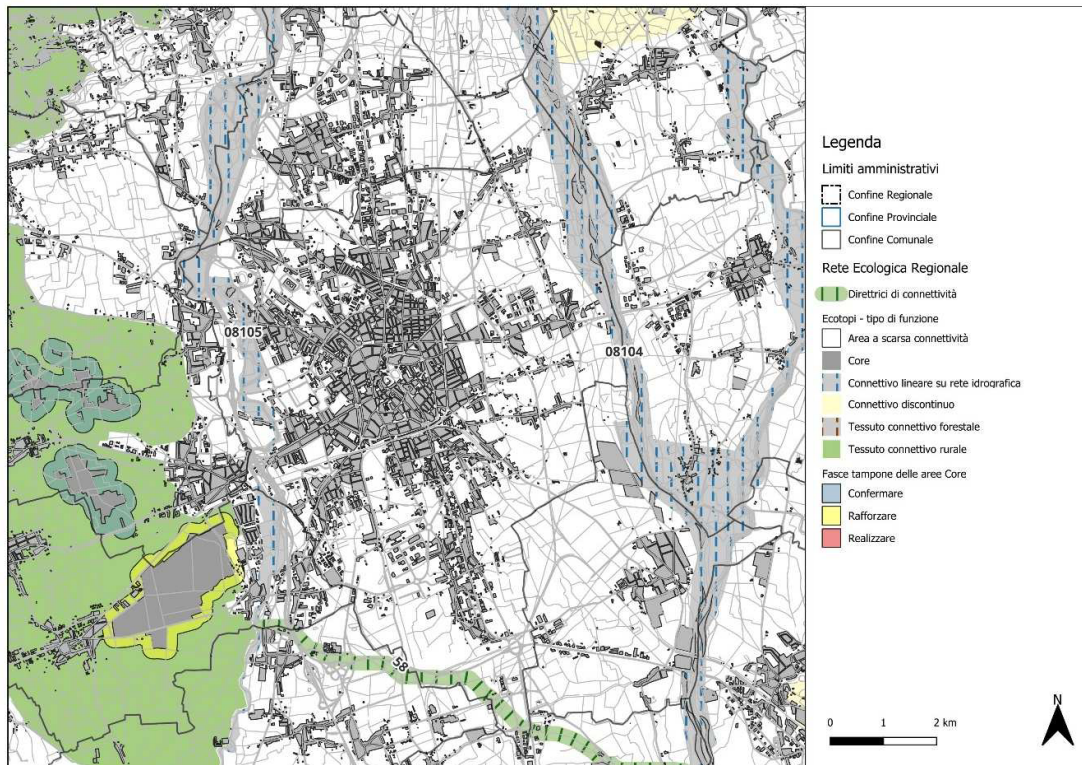 08105
08104
58
Legenda
Limiti amministrativi
Confine Regionale
Confine Provinciale
Confine Comunale
Rete Ecologica Regionale
Direttrici di connettività
Ecotopi - tipo di funzione
Area a scarsa connettività
Core
Connettivo lineare su rete idrografica
Connettivo discontinuo
Tessuto connettivo forestale
Tessuto connettivo rurale
Fasce tampone delle aree Core
Confermare
Rafforzare
Realizzare
N
0 1 2 km